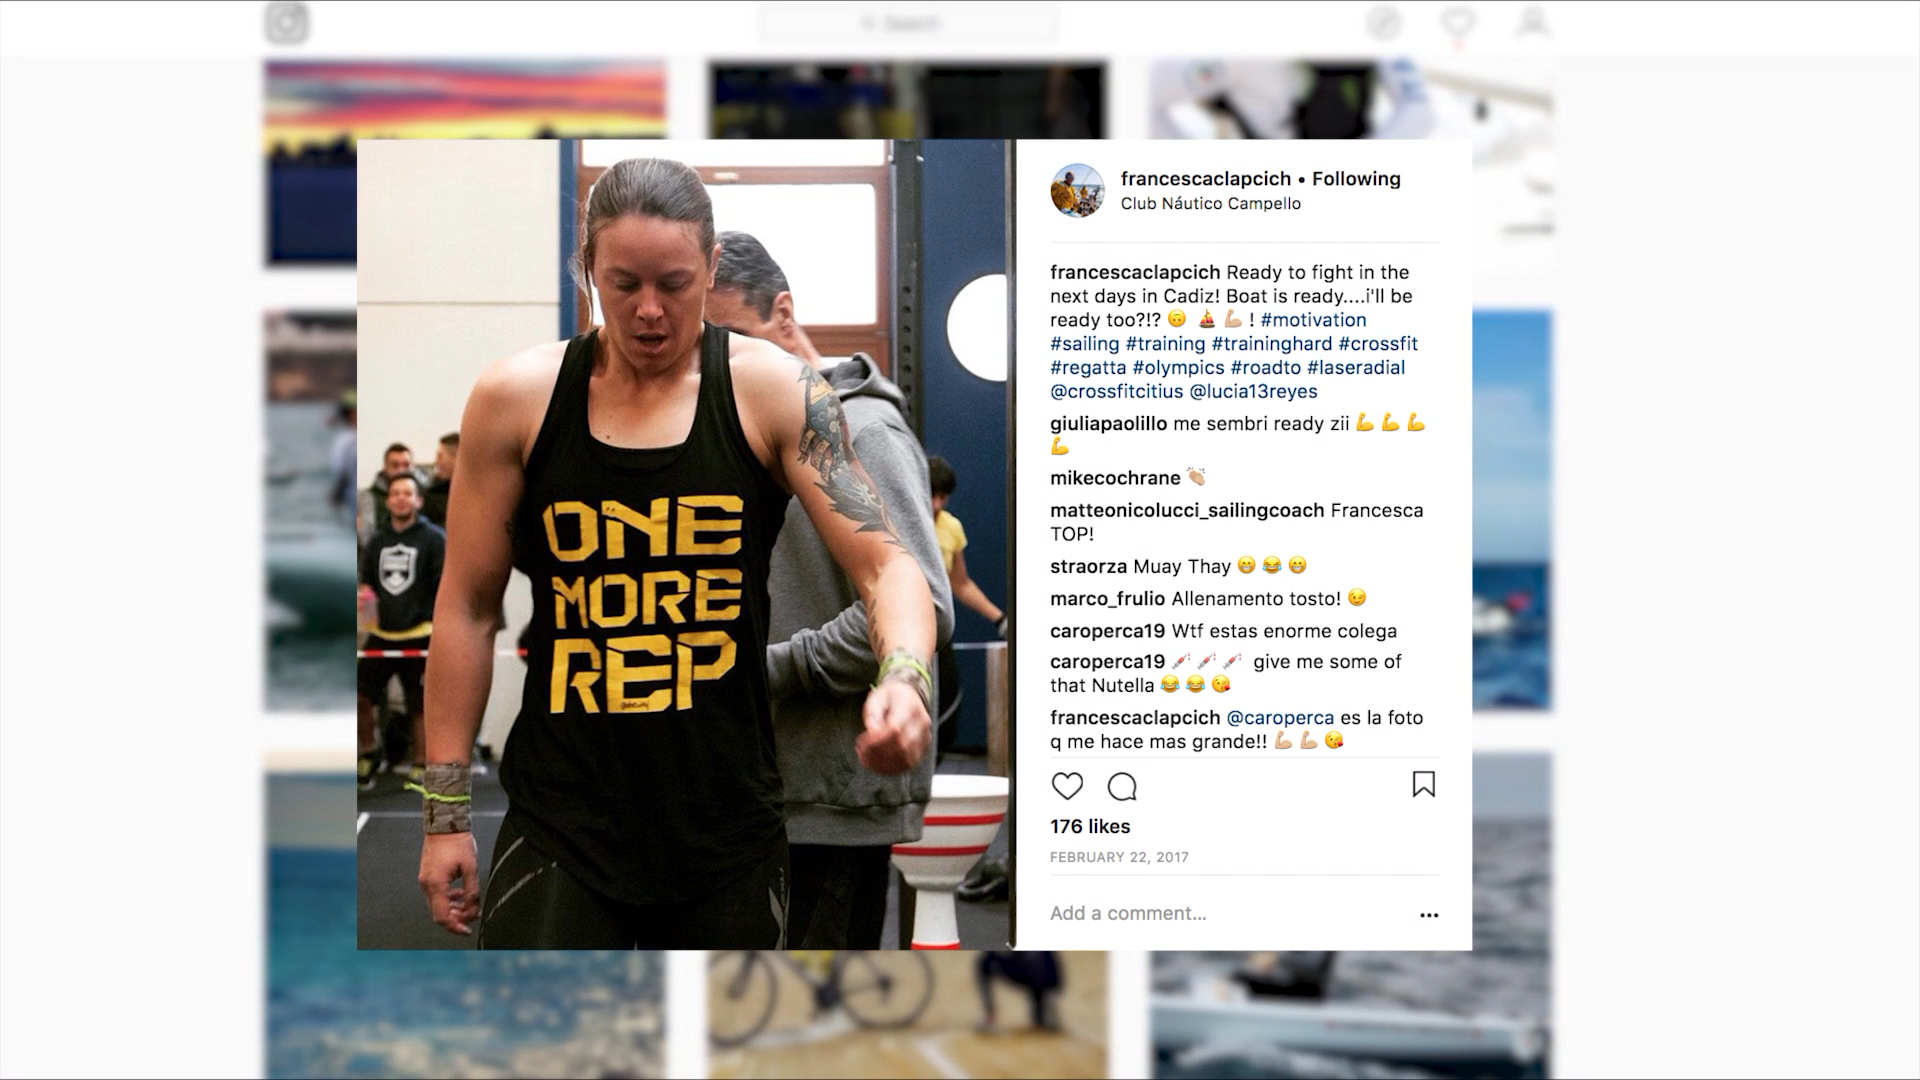 Search
ONE
MORE
REP
francescaclapcich • Following
Club Náutico Campello
francescaclapcich Ready to fight in the
next days in Cadiz! Boat is ready....i'll be
ready too?!? 🙃 ⛵ 💪🏼 ! #motivation
#sailing #training #traininghard #crossfit
#regatta #olympics #roadto #laseradial
@crossfitcitius @lucia13reyes
giuliapaolillo me sembri ready zii 💪 💪 💪
💪
mikecochrane 👏🏼
matteonicolucci_sailingcoach Francesca
TOP!
straorza Muay Thay 😁 😂 😁
marco_frulio Allenamento tosto! 😉
caroperca19 Wtf estas enorme colega
caroperca19 💉 💉 💉 give me some of
that Nutella 😂 😂 😘
francescaclapcich @caroperca es la foto
q me hace mas grande!! 💪🏼 💪🏼 😘
176 likes
FEBRUARY 22, 2017
Add a comment...